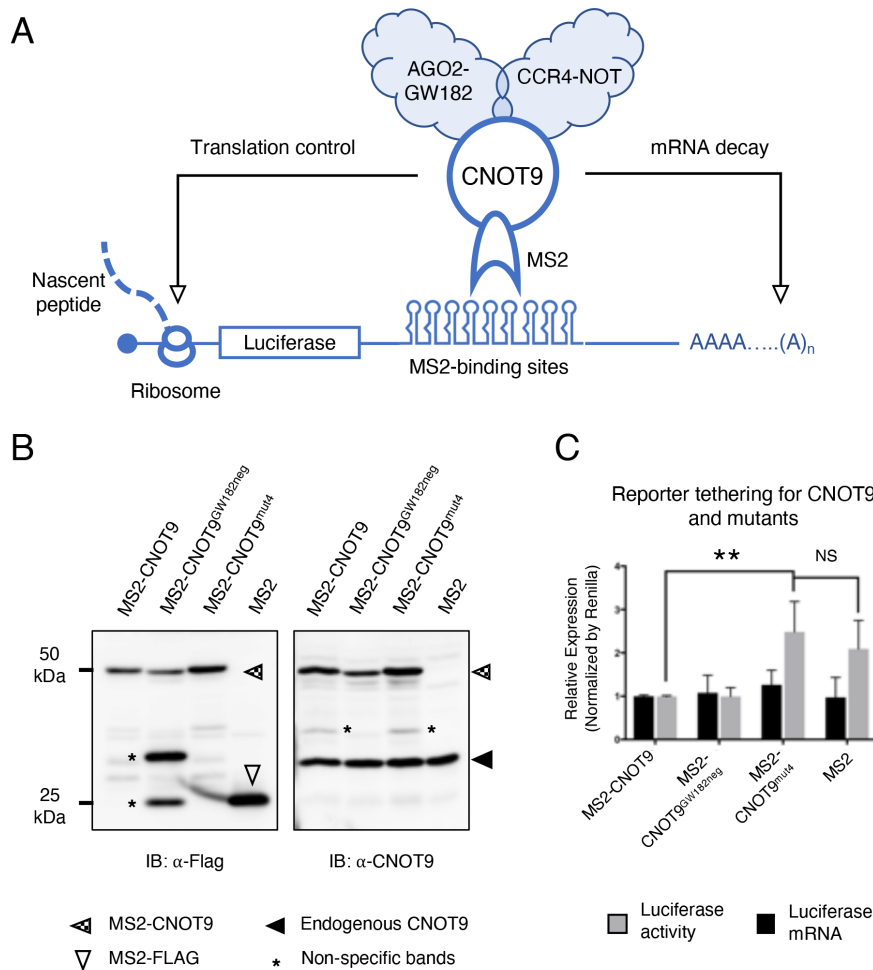 A
AGO2-
GW182
CCR4-NOT
Translation control
mRNA decay
CNOT9
MS2
Nascent
peptide
Luciferase
AAAA.....(A)n
Ribosome
MS2-binding sites
B
MS2-CNOT9
MS2-CNOT9GW182neg
MS2-CNOT9mut4
MS2
MS2-CNOT9
MS2-CNOT9GW182neg
MS2-CNOT9mut4
MS2
50
kDa
*
*
25
kDa
* *
IB: α-Flag
IB: α-CNOT9
MS2-CNOT9
Endogenous CNOT9
MS2-FLAG
* Non-specific bands
C
Reporter tethering for CNOT9
and mutants
Relative Expression
(Normalized by Renilla)
4
3
2
1
0
**
NS
MS2-CNOT9
MS2-
CNOT9GW182neg
MS2-
CNOT9mut4
MS2
Luciferase
activity
Luciferase
mRNA